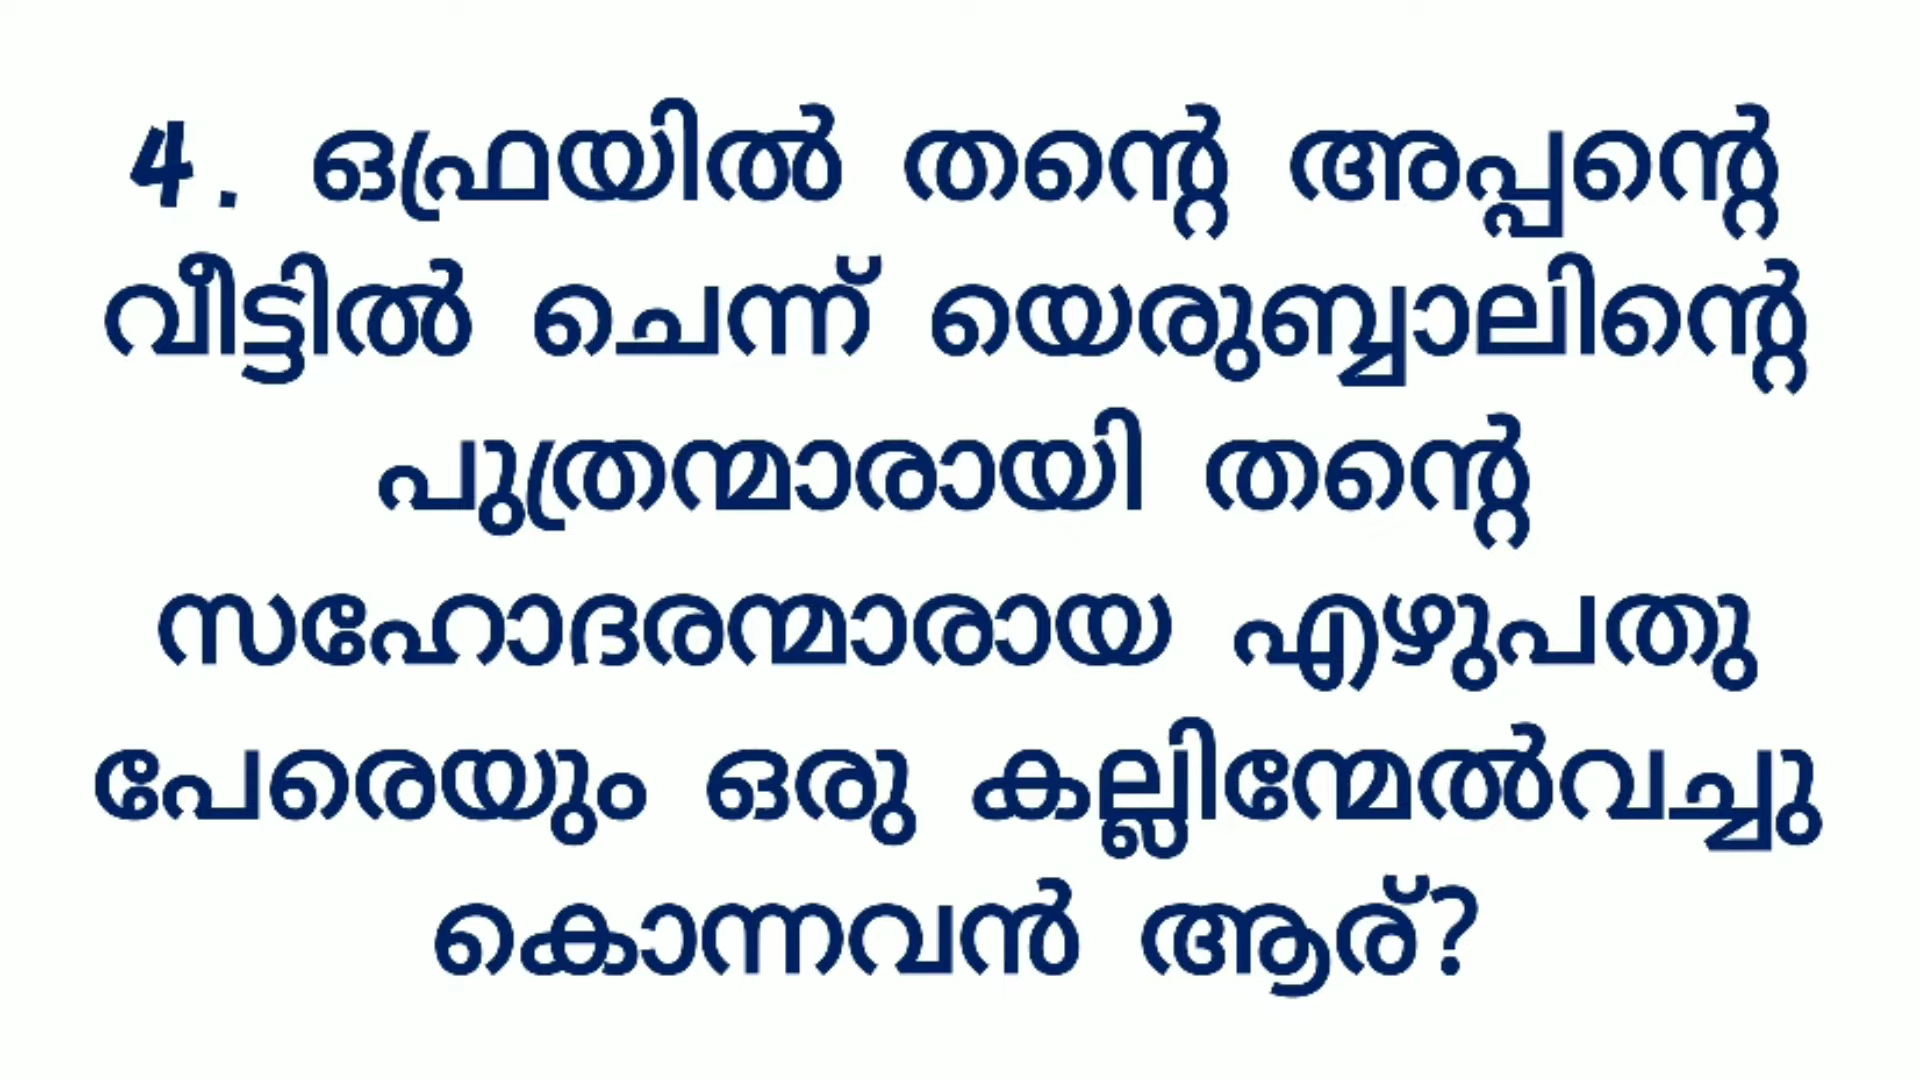 4. ഒഫ്രയിൽ തന്റെ അപ്പന്റെ
വീട്ടിൽ ചെന്ന് യെരുബ്ബാലിന്റെ
പുത്രന്മാരായി തന്റെ
സഹോദരന്മാരായ എഴുപതു
പേരെയും ഒരു കല്ലിന്മേൽവച്ചു
കൊന്നവൻ ആര്?